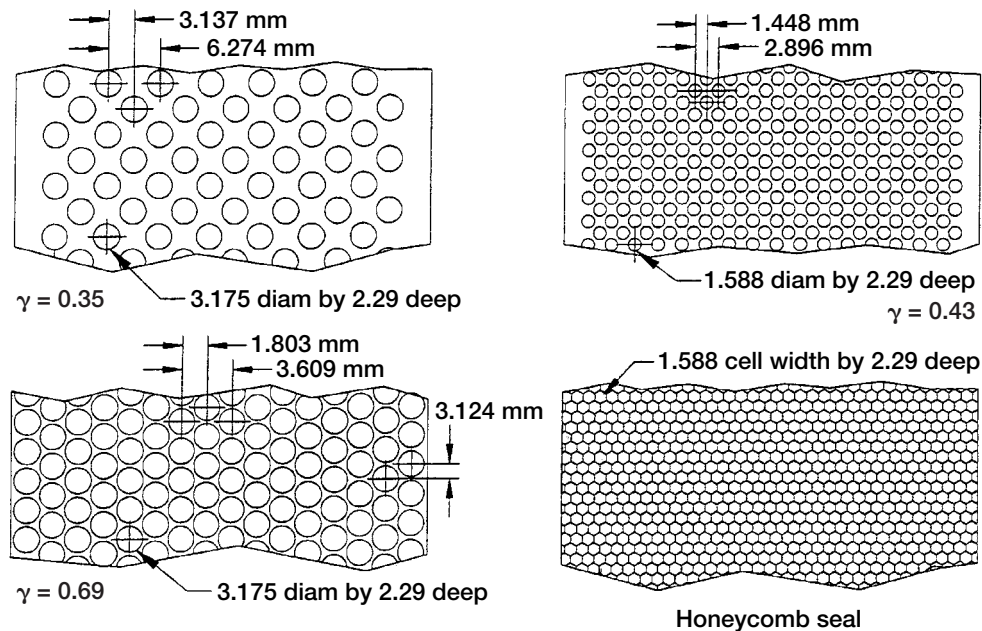 3.137 mm
6.274 mm
γ = 0.35
3.175 diam by 2.29 deep
1.448 mm
2.896 mm
1.588 diam by 2.29 deep
γ = 0.43
1.803 mm
3.609 mm
3.124 mm
γ = 0.69
3.175 diam by 2.29 deep
1.588 cell width by 2.29 deep
Honeycomb seal